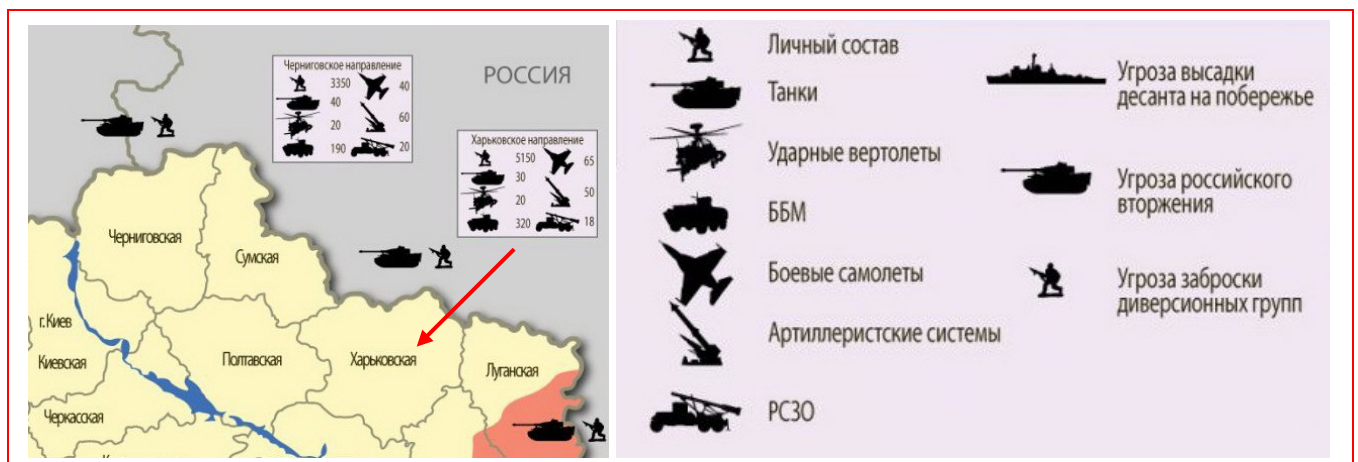 Черниговское направление
3350
40
40
60
20
190
20
РОССИЯ
Харьковское направление
5150
65
30
50
20
320
18
Черниговская
Сумская
г.Киев
Киевская
Полтавская
Харьковская
Луганская
Черкасская
Личный состав
Танки
Ударные вертолеты
ББМ
Боевые самолеты
Артиллеристские системы
РСЗО
Угроза высадки
десанта на побережье
Угроза российского
вторжения
Угроза заброски
диверсионных групп